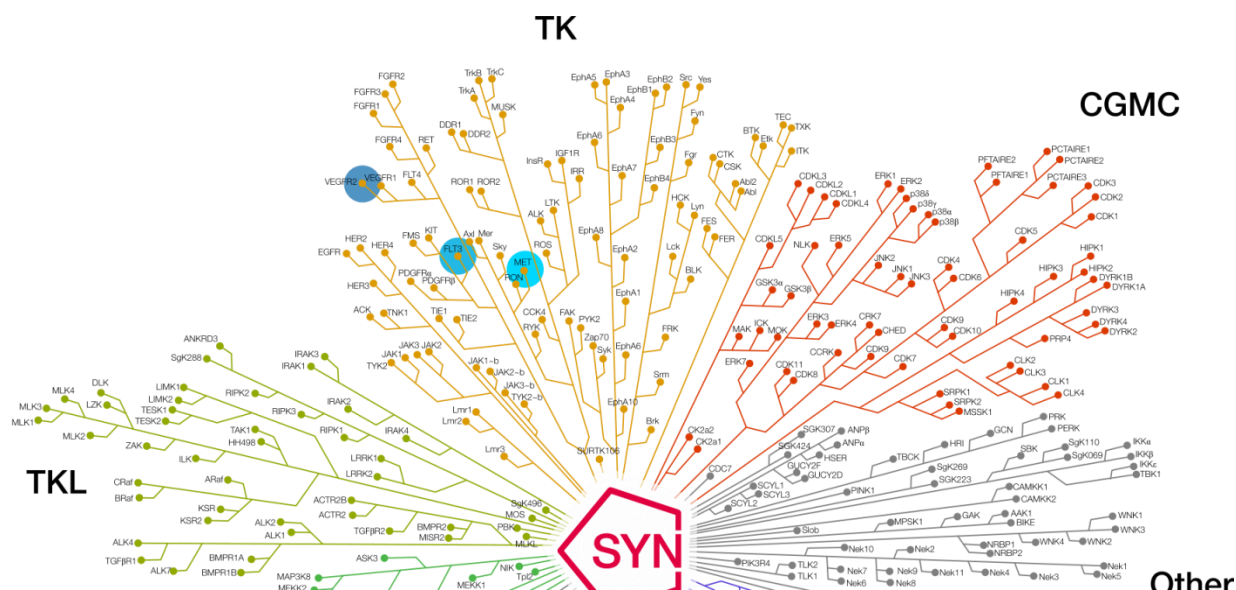 TK
CGMC
TKL
Other
SYN
FGFR2
FGFR3
FGFR1
FGFR4
RET
TrkB
TrkC
TrkA
MUSK
DDR1
DDR2
VEGFR2
VEGFR1
FLT4
ROR1
ROR2
InsR
IGF1R
IRR
LTK
ALK
ROS
HER2
EGFR
HER4
HER3
FMS
KIT
FLT3
Axl
Mer
Sky
MET
RON
PDGFRα
PDGFRβ
ACK
TNK1
TIE1
TIE2
CCK4
RYK
FAK
PYK2
Zap70
Syk
JAK1
JAK3
JAK2
TYK2
JAK1~b
JAK2~b
JAK3~b
TYK2~b
Lmr1
Lmr2
Lmr3
SURTK106
EphA5
EphA3
EphA4
EphA6
EphA7
EphA8
EphA2
EphA1
EphA6
EphA10
EphB2
EphB1
EphB3
EphB4
Src
Yes
Fyn
Fgr
HCK
Lyn
Lck
BLK
FRK
Srm
Brk
CTK
CSK
Abl2
Abl
FES
FER
TEC
TXK
BTK
Etk
ITK
CDKL3
CDKL2
CDKL1
CDKL4
CDKL5
ERK1
ERK2
p38δ
p38γ
p38α
p38β
NLK
ERK5
JNK2
JNK1
JNK3
GSK3α
GSK3β
MAK
ICK
MOK
ERK3
ERK4
ERK7
CDK11
CDK8
CCRK
CRK7
CHED
CDK9
CDK7
CDK9
CDK10
CDK4
CDK6
CDK5
PFTAIRE2
PFTAIRE1
PCTAIRE1
PCTAIRE2
PCTAIRE3
CDK3
CDK2
CDK1
HIPK1
HIPK3
HIPK2
HIPK4
DYRK1B
DYRK1A
DYRK3
DYRK4
DYRK2
PRP4
CLK2
CLK3
CLK1
CLK4
SRPK1
SRPK2
MSSK1
CK2a2
CK2a1
CDC7
ANKRD3
SgK288
DLK
MLK4
LZK
MLK3
MLK1
MLK2
LIMK1
LIMK2
TESK1
TESK2
RIPK2
IRAK3
IRAK1
RIPK3
IRAK2
RIPK1
IRAK4
TAK1
HH498
ZAK
ILK
LRRK1
LRRK2
CRaf
BRaf
ARaf
KSR
KSR2
ACTR2B
ACTR2
TGFβR2
BMPR2
MISR2
SgK496
MOS
PBK
MLKL
ALK4
TGFβR1
ALK7
ALK2
ALK1
BMPR1A
BMPR1B
ASK3
MAP3K8
MEKK2
NIK
MEKK1
Tpl2
SGK307
SGK424
ANPβ
ANPα
HSER
GUCY2F
GUCY2D
SCYL1
SCYL3
SCYL2
TBCK
HRI
GCN
PRK
PERK
PINK1
SgK269
SGK223
SBK
SgK110
SgK069
IKKα
IKKβ
IKKε
TBK1
CAMKK1
CAMKK2
Slob
MPSK1
GAK
AAK1
BIKE
NRBP1
NRBP2
WNK1
WNK3
WNK4
WNK2
PIK3R4
TLK2
TLK1
Nek10
Nek2
Nek7
Nek6
Nek9
Nek8
Nek11
Nek4
Nek3
Nek1
Nek5